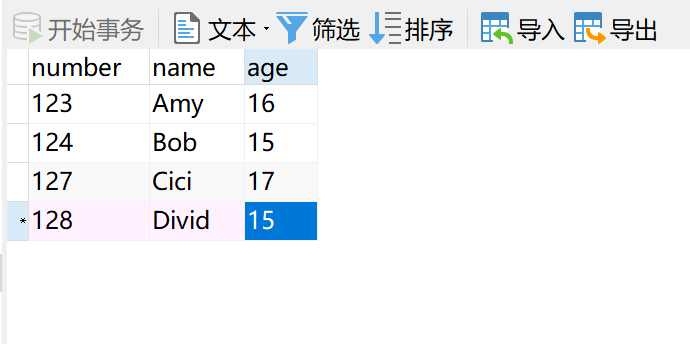 开始事务 文本 筛选 排序 导入 导出
number name age
123 Amy 16
124 Bob 15
127 Cici 17
* 128 Divid 15